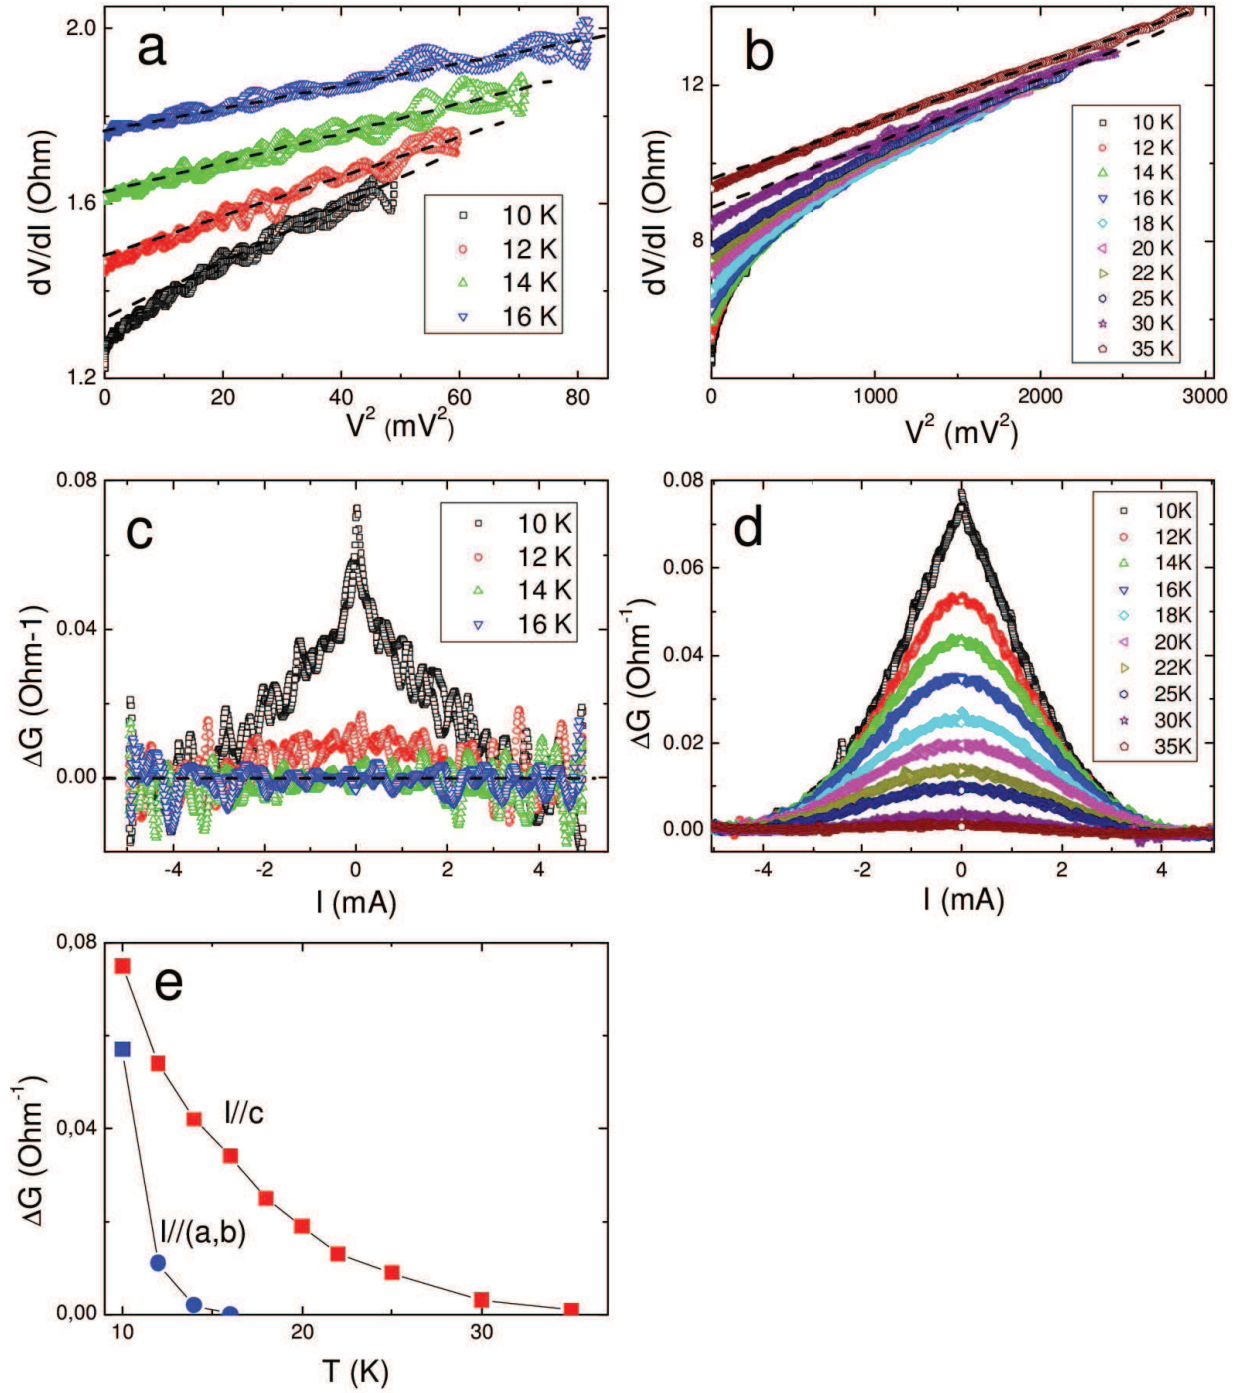 a
2.0
1.6
1.2
dV/dI (Ohm)
10 K
12 K
14 K
16 K
0 20 40 60 80
V² (mV²)
b
12
8
dV/dI (Ohm)
10 K
12 K
14 K
16 K
18 K
20 K
22 K
25 K
30 K
35 K
0 1000 2000 3000
V² (mV²)
c
0.08
0.04
0.00
ΔG (Ohm-1)
10 K
12 K
14 K
16 K
-4 -2 0 2 4
I (mA)
d
0.08
0.06
0.04
0.02
0.00
ΔG (Ohm⁻¹)
10K
12K
14K
16K
18K
20K
22K
25K
30K
35K
-4 -2 0 2 4
I (mA)
e
0,08
0,04
0,00
ΔG (Ohm⁻¹)
I//c
I//(a,b)
10 20 30
T (K)